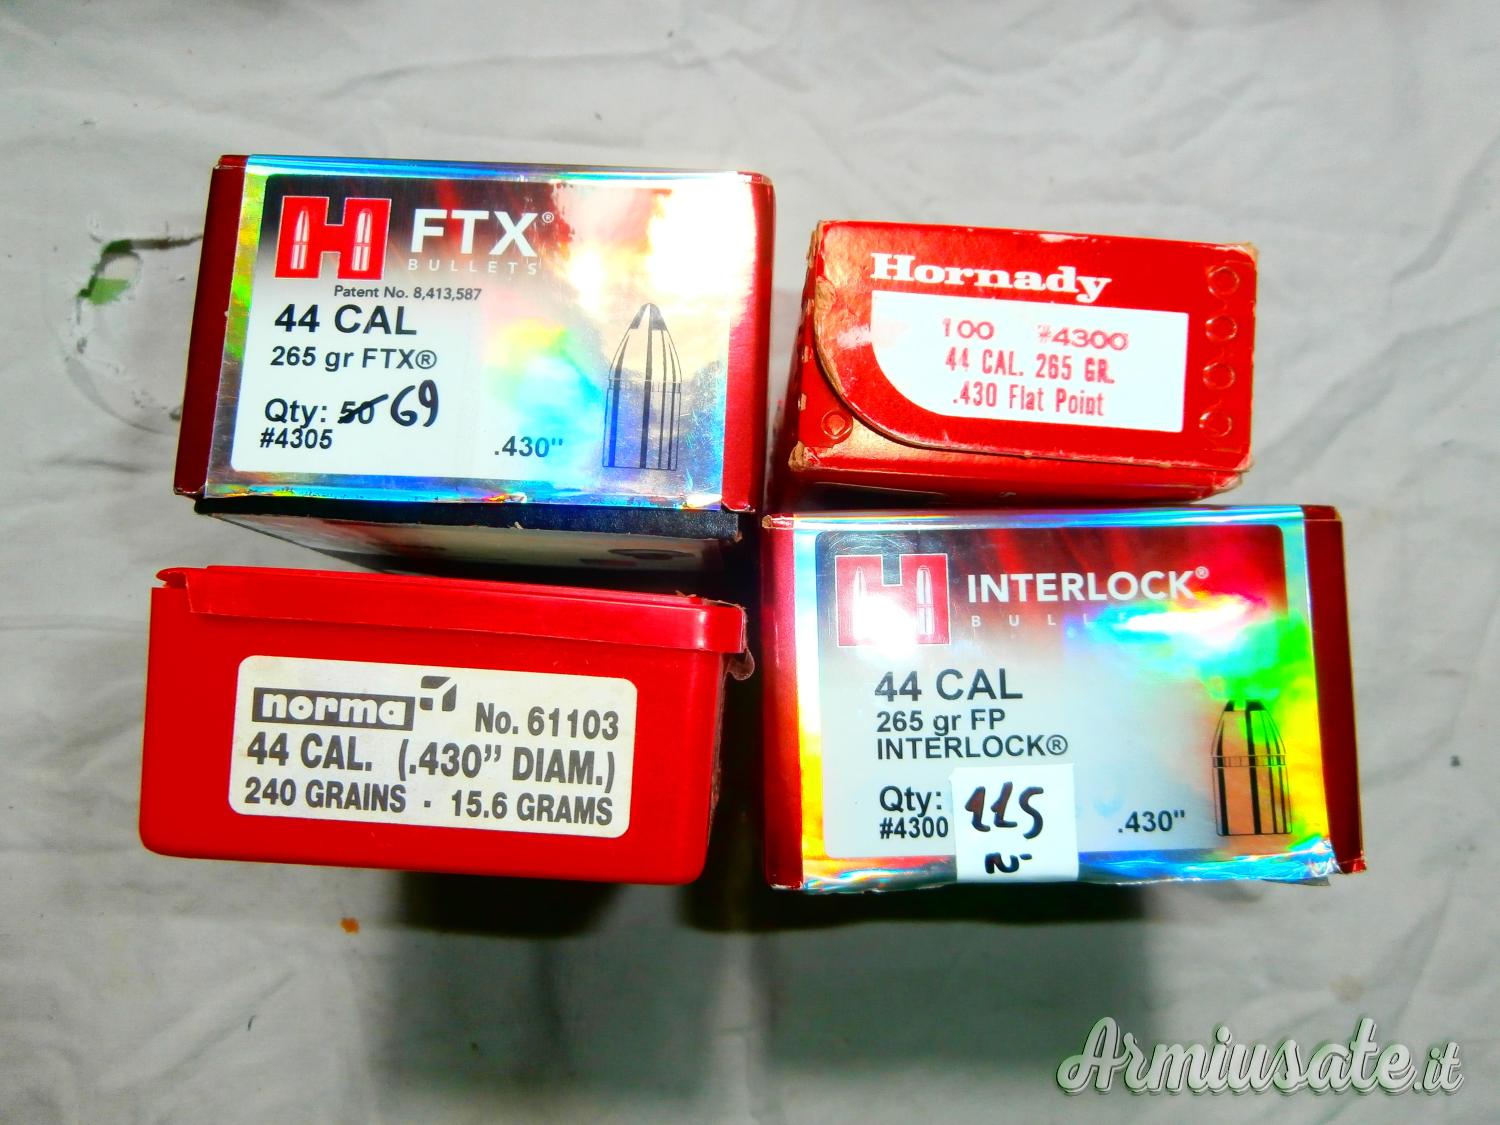 H FTX®
BULLETS
Patent No. 8,413,587
44 CAL
265 gr FTX®
Qty: 50 69
#4305
.430"
Hornady
100 #4300
44 CAL. 265 GR.
.430 Flat Point
norma
No. 61103
44 CAL. (.430" DIAM.)
240 GRAINS · 15.6 GRAMS
H INTERLOCK®
44 CAL
265 gr FP
INTERLOCK®
Qty: 115
#4300
N-
.430"
Armiusate.it